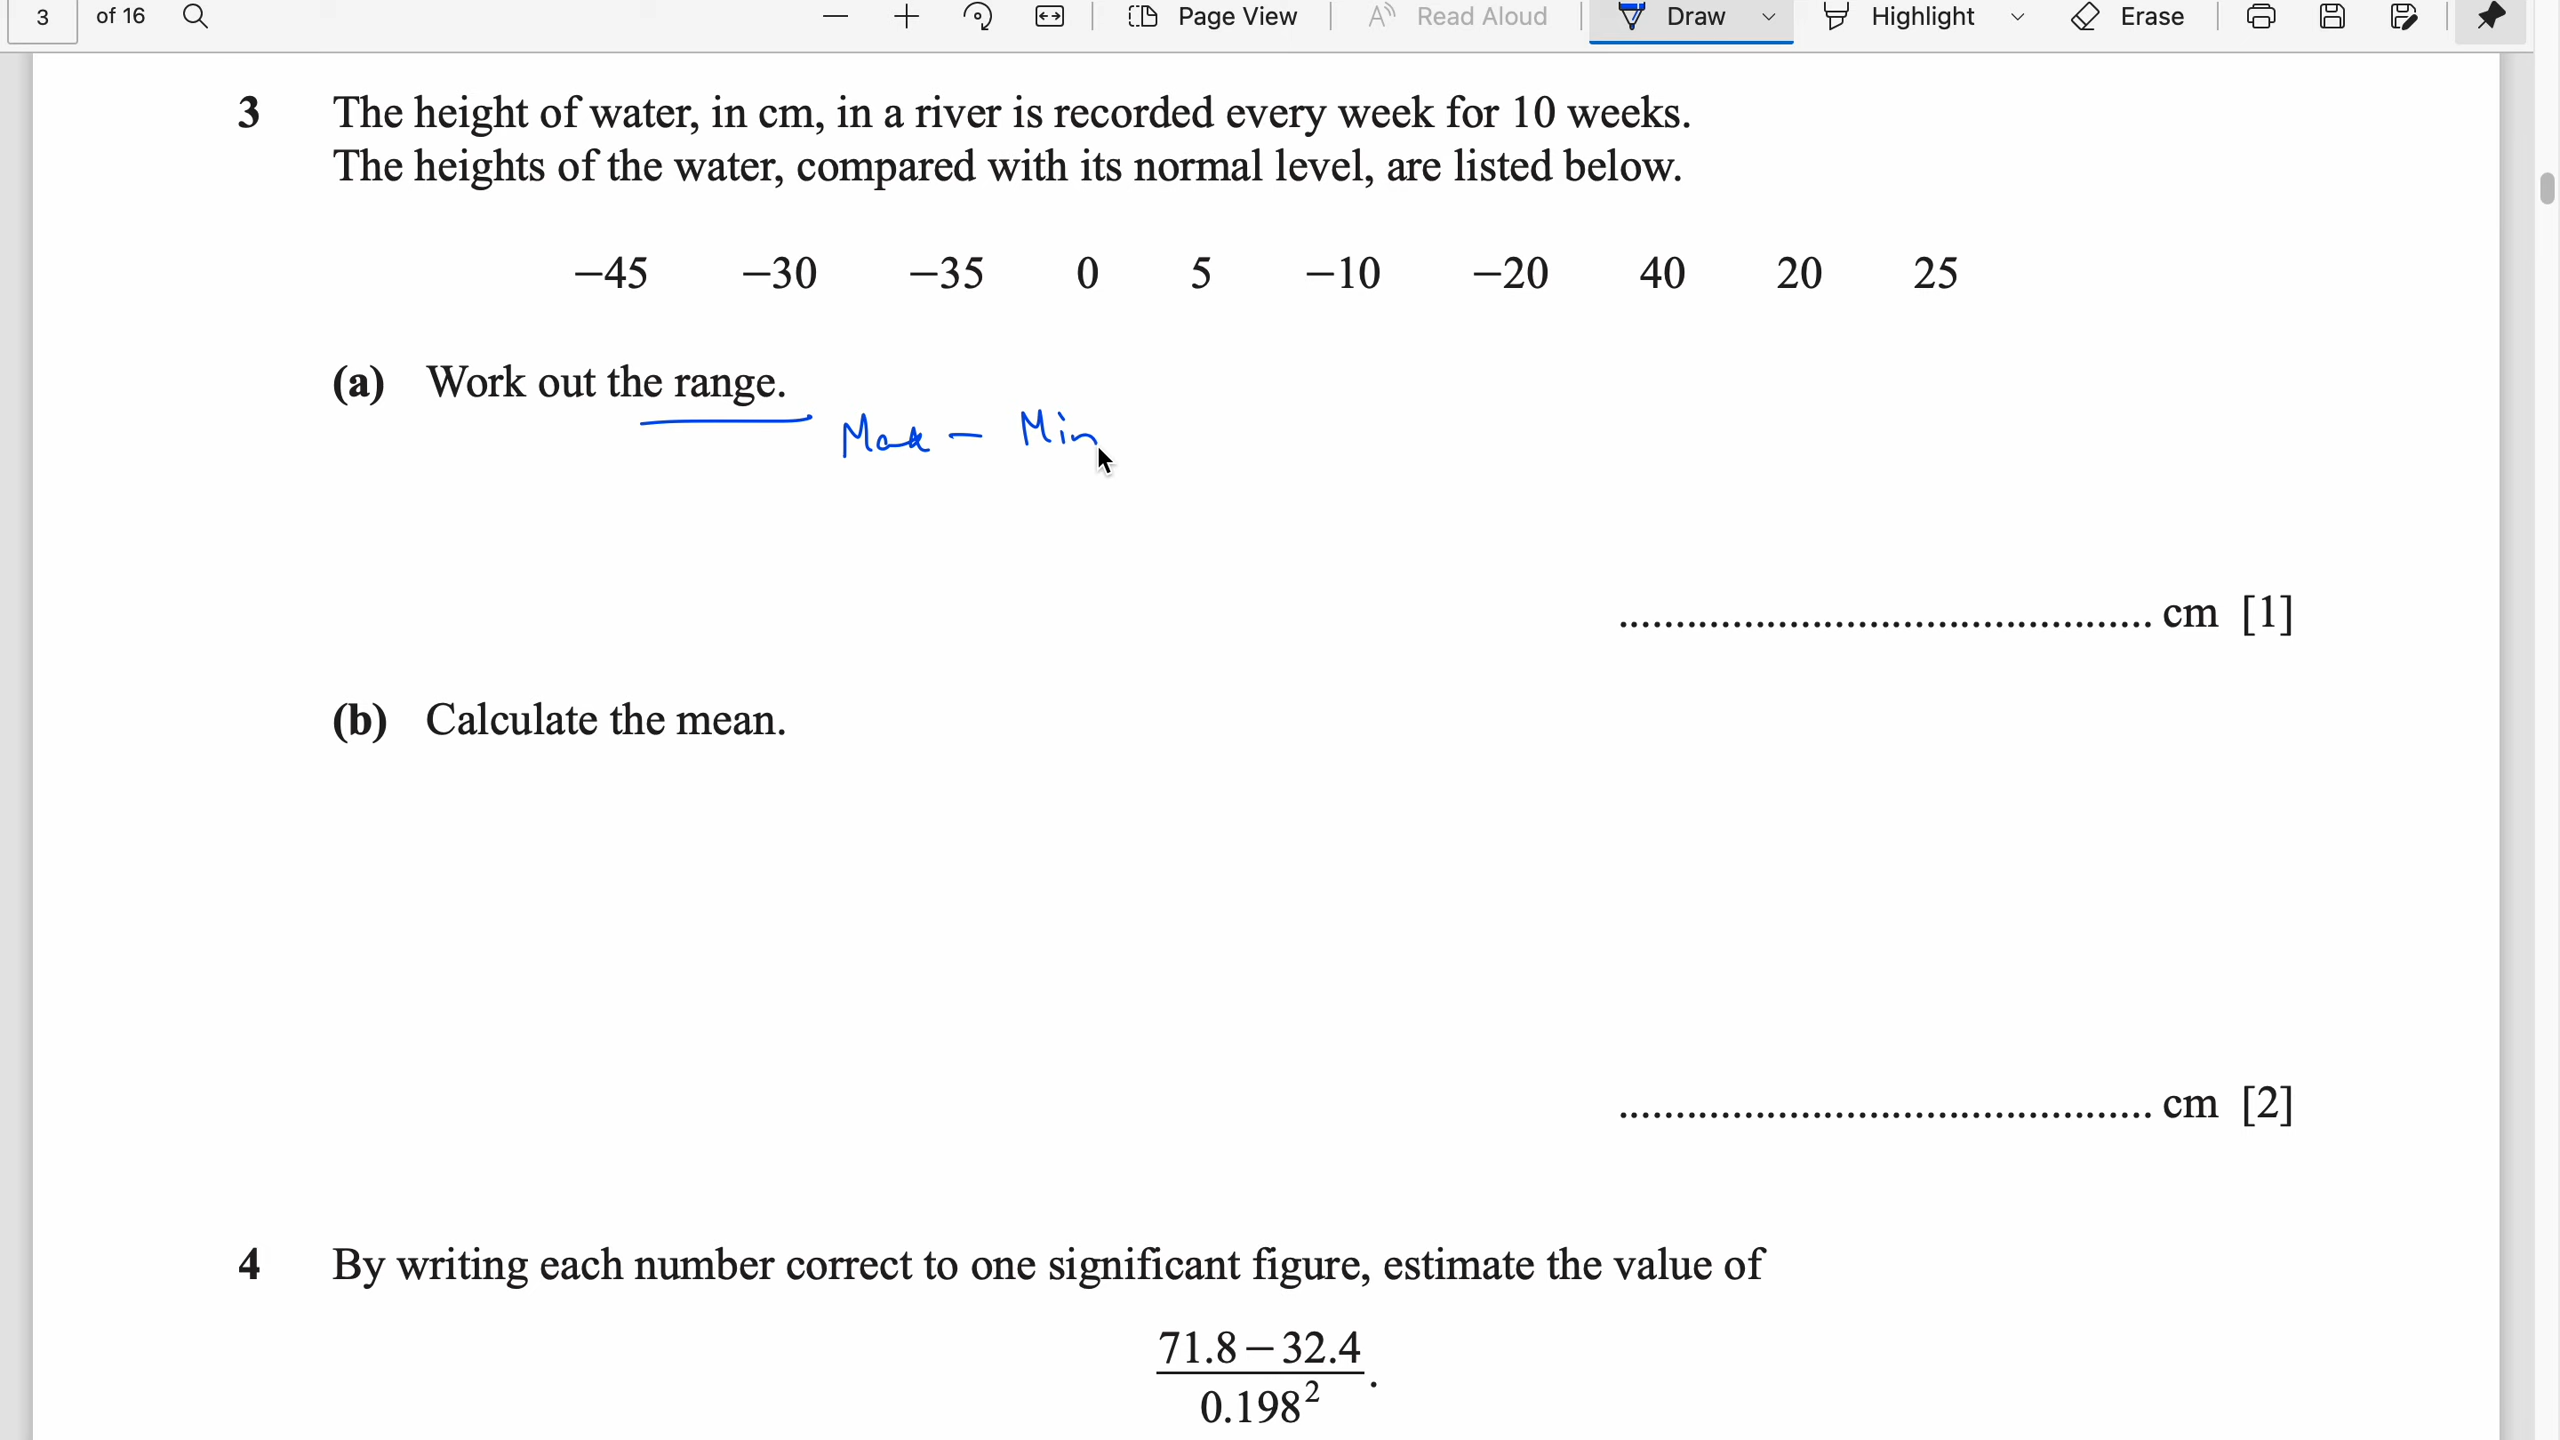 3 of 16 Page View Read Aloud Draw Highlight Erase
3 The height of water, in cm, in a river is recorded every week for 10 weeks.
The heights of the water, compared with its normal level, are listed below.
−45 −30 −35 0 5 −10 −20 40 20 25
(a) Work out the range.
Max − Min
.............................................. cm [1]
(b) Calculate the mean.
.............................................. cm [2]
4 By writing each number correct to one significant figure, estimate the value of
71.8 − 32.4
0.198² .